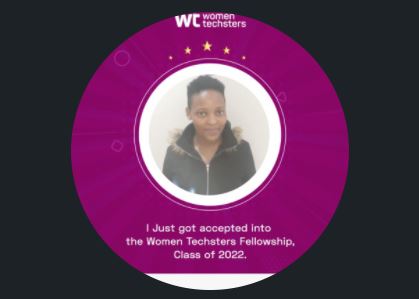 wt women
techsters
I Just got accepted into
the Women Techsters Fellowship,
Class of 2022.